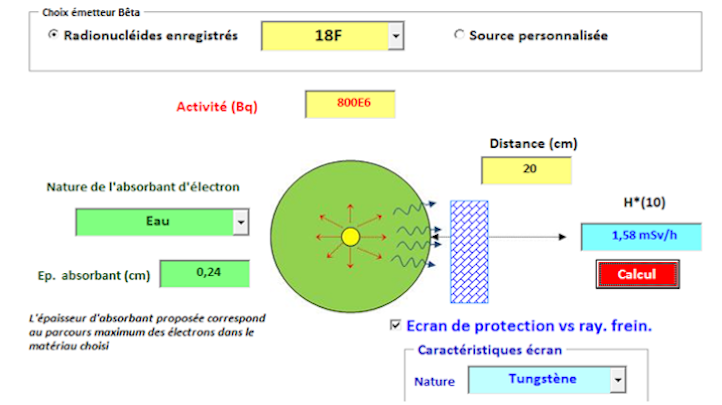 Choix émetteur Bêta
Radionucléides enregistrés
18F
Source personnalisée
Activité (Bq)
800E6
Distance (cm)
20
Nature de l'absorbant d'électron
Eau
H*(10)
1,58 mSv/h
Ep. absorbant (cm)
0,24
Calcul
L'épaisseur d'absorbant proposée correspond
au parcours maximum des électrons dans le
matériau choisi
Ecran de protection vs ray. frein.
Caractéristiques écran
Nature
Tungstène